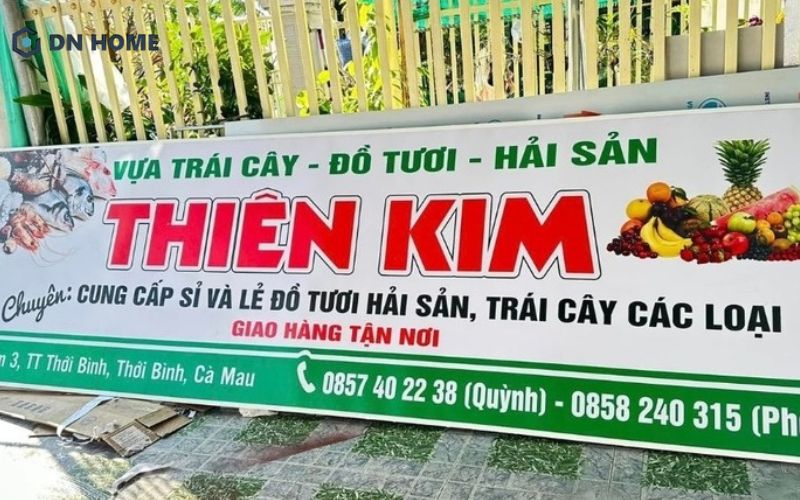 DN HOME
VỰA TRÁI CÂY - ĐỒ TƯƠI - HẢI SẢN
THIÊN KIM
Chuyên: CUNG CẤP SỈ VÀ LẺ ĐỒ TƯƠI HẢI SẢN, TRÁI CÂY CÁC LOẠI
GIAO HÀNG TẬN NƠI
3, TT Thới Bình, Thới Bình, Cà Mau
0857 40 22 38 (Quỳnh) - 0858 240 315